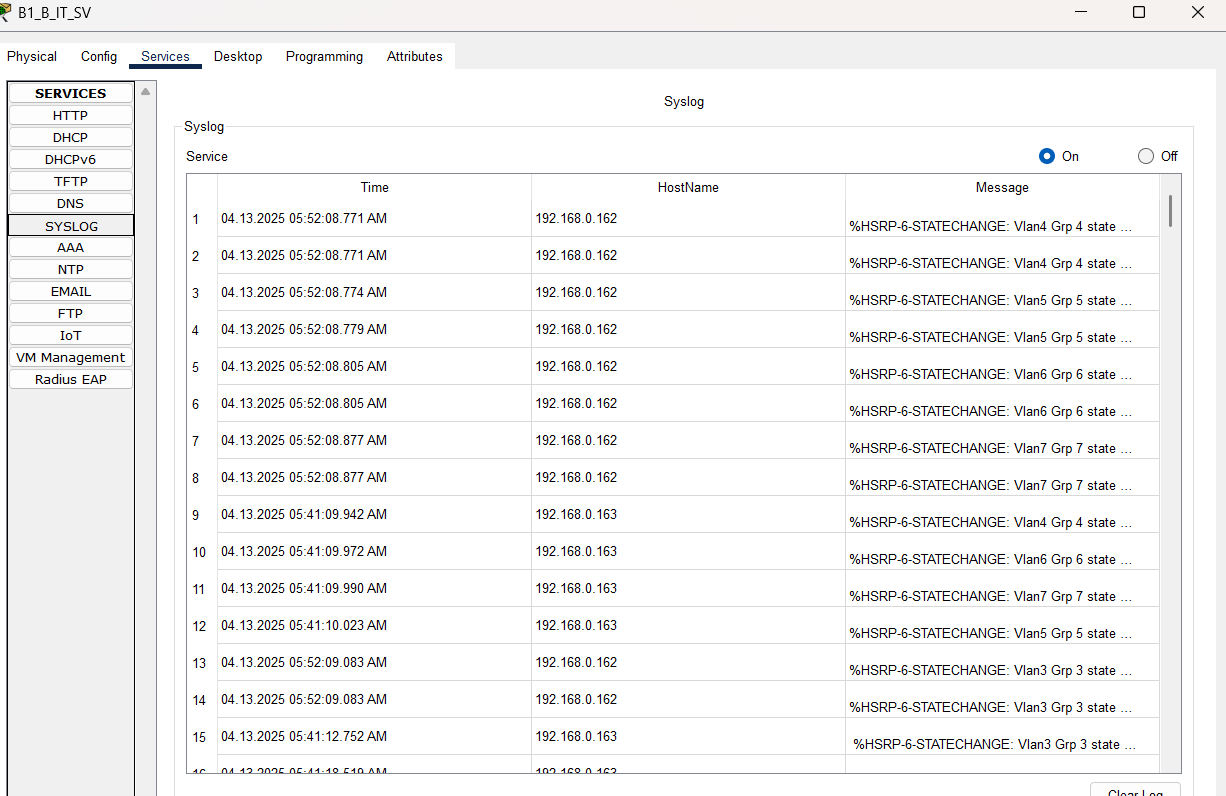 B1_B_IT_SV
Physical Config Services Desktop Programming Attributes
SERVICES
HTTP
DHCP
DHCPv6
TFTP
DNS
SYSLOG
AAA
NTP
EMAIL
FTP
IoT
VM Management
Radius EAP
Syslog
Syslog
Service On Off
Time HostName Message
1 04.13.2025 05:52:08.771 AM 192.168.0.162 %HSRP-6-STATECHANGE: Vlan4 Grp 4 state ...
2 04.13.2025 05:52:08.771 AM 192.168.0.162 %HSRP-6-STATECHANGE: Vlan4 Grp 4 state ...
3 04.13.2025 05:52:08.774 AM 192.168.0.162 %HSRP-6-STATECHANGE: Vlan5 Grp 5 state ...
4 04.13.2025 05:52:08.779 AM 192.168.0.162 %HSRP-6-STATECHANGE: Vlan5 Grp 5 state ...
5 04.13.2025 05:52:08.805 AM 192.168.0.162 %HSRP-6-STATECHANGE: Vlan6 Grp 6 state ...
6 04.13.2025 05:52:08.805 AM 192.168.0.162 %HSRP-6-STATECHANGE: Vlan6 Grp 6 state ...
7 04.13.2025 05:52:08.877 AM 192.168.0.162 %HSRP-6-STATECHANGE: Vlan7 Grp 7 state ...
8 04.13.2025 05:52:08.877 AM 192.168.0.162 %HSRP-6-STATECHANGE: Vlan7 Grp 7 state ...
9 04.13.2025 05:41:09.942 AM 192.168.0.163 %HSRP-6-STATECHANGE: Vlan4 Grp 4 state ...
10 04.13.2025 05:41:09.972 AM 192.168.0.163 %HSRP-6-STATECHANGE: Vlan6 Grp 6 state ...
11 04.13.2025 05:41:09.990 AM 192.168.0.163 %HSRP-6-STATECHANGE: Vlan7 Grp 7 state ...
12 04.13.2025 05:41:10.023 AM 192.168.0.163 %HSRP-6-STATECHANGE: Vlan5 Grp 5 state ...
13 04.13.2025 05:52:09.083 AM 192.168.0.162 %HSRP-6-STATECHANGE: Vlan3 Grp 3 state ...
14 04.13.2025 05:52:09.083 AM 192.168.0.162 %HSRP-6-STATECHANGE: Vlan3 Grp 3 state ...
15 04.13.2025 05:41:12.752 AM 192.168.0.163 %HSRP-6-STATECHANGE: Vlan3 Grp 3 state ...
16 04.13.2025 05:41:18.519 AM 192.168.0.163
Clear Log